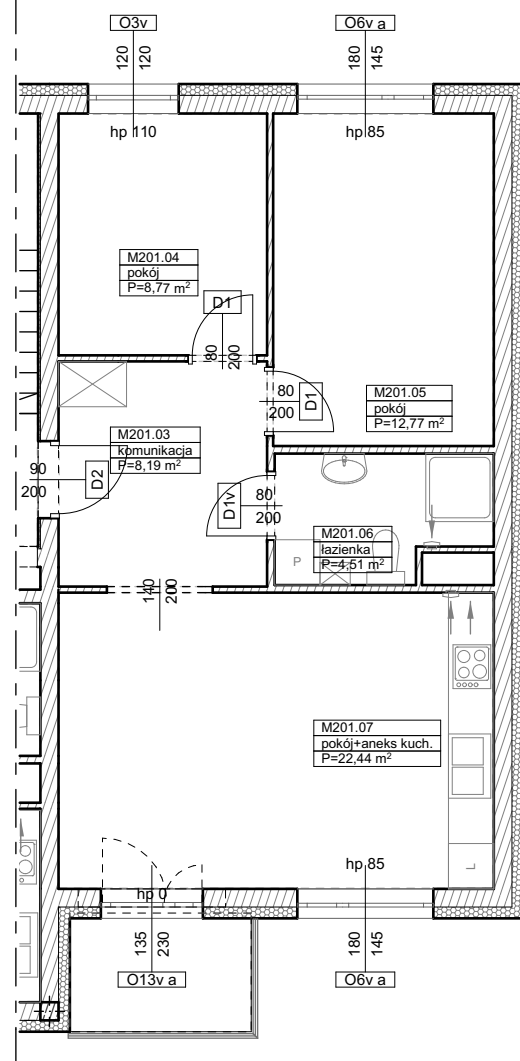 O3v
O6v a
120
120
180
145
hp 110
hp 85
M201.04
pokój
P=8,77 m²
D1
80
200
80
200
D1
M201.05
pokój
P=12,77 m²
M201.03
komunikacja
P=8,19 m²
90
200
D2
D1v
80
200
M201.06
łazienka
P=4,51 m²
P
140
200
M201.07
pokój+aneks kuch.
P=22,44 m²
hp 0
hp 85
L
135
230
180
145
O13v a
O6v a